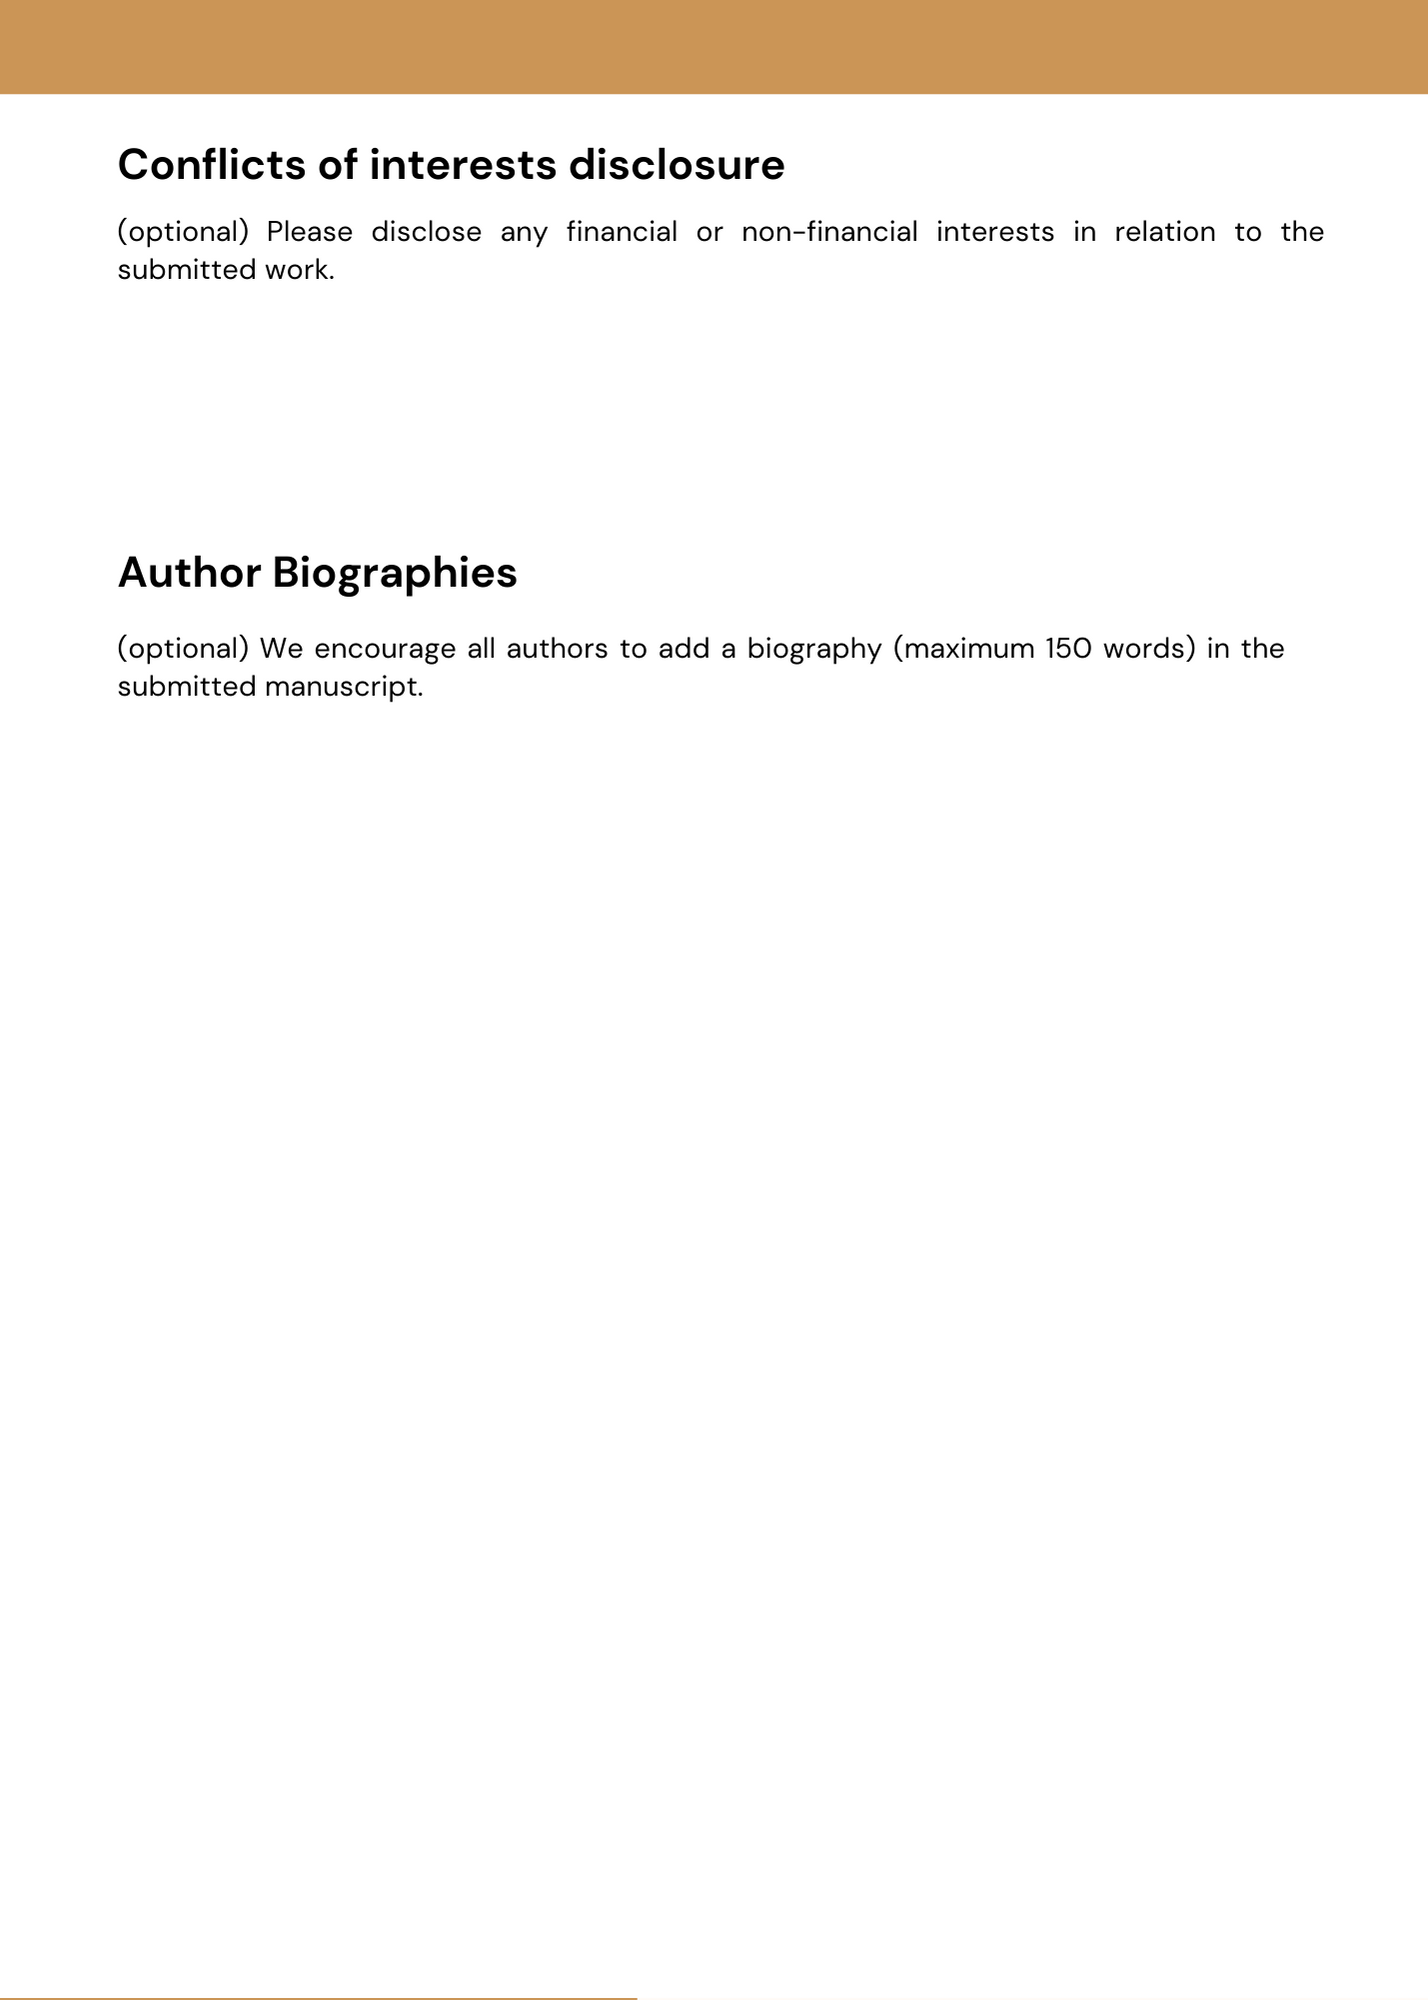 Conflicts of interests disclosure
(optional) Please disclose any financial or non-financial interests in relation to the
submitted work.
Author Biographies
(optional) We encourage all authors to add a biography (maximum 150 words) in the
submitted manuscript.